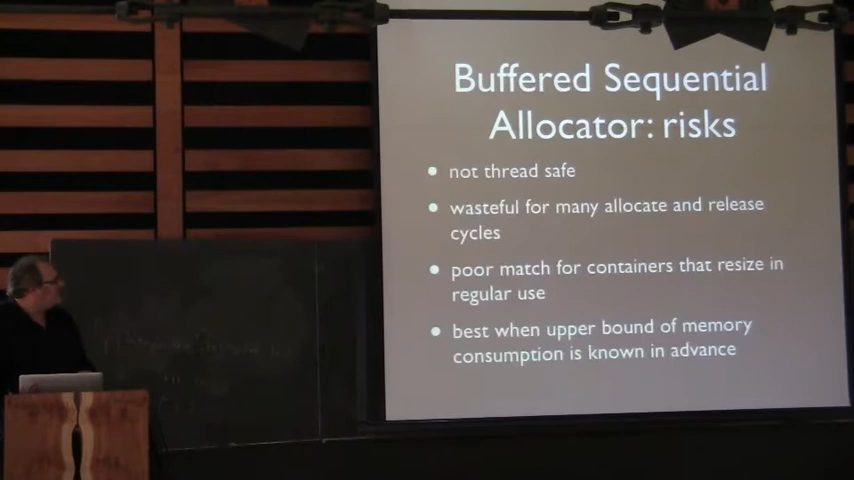 Buffered Sequential
Allocator: risks
• not thread safe
• wasteful for many allocate and release
cycles
• poor match for containers that resize in
regular use
• best when upper bound of memory
consumption is known in advance